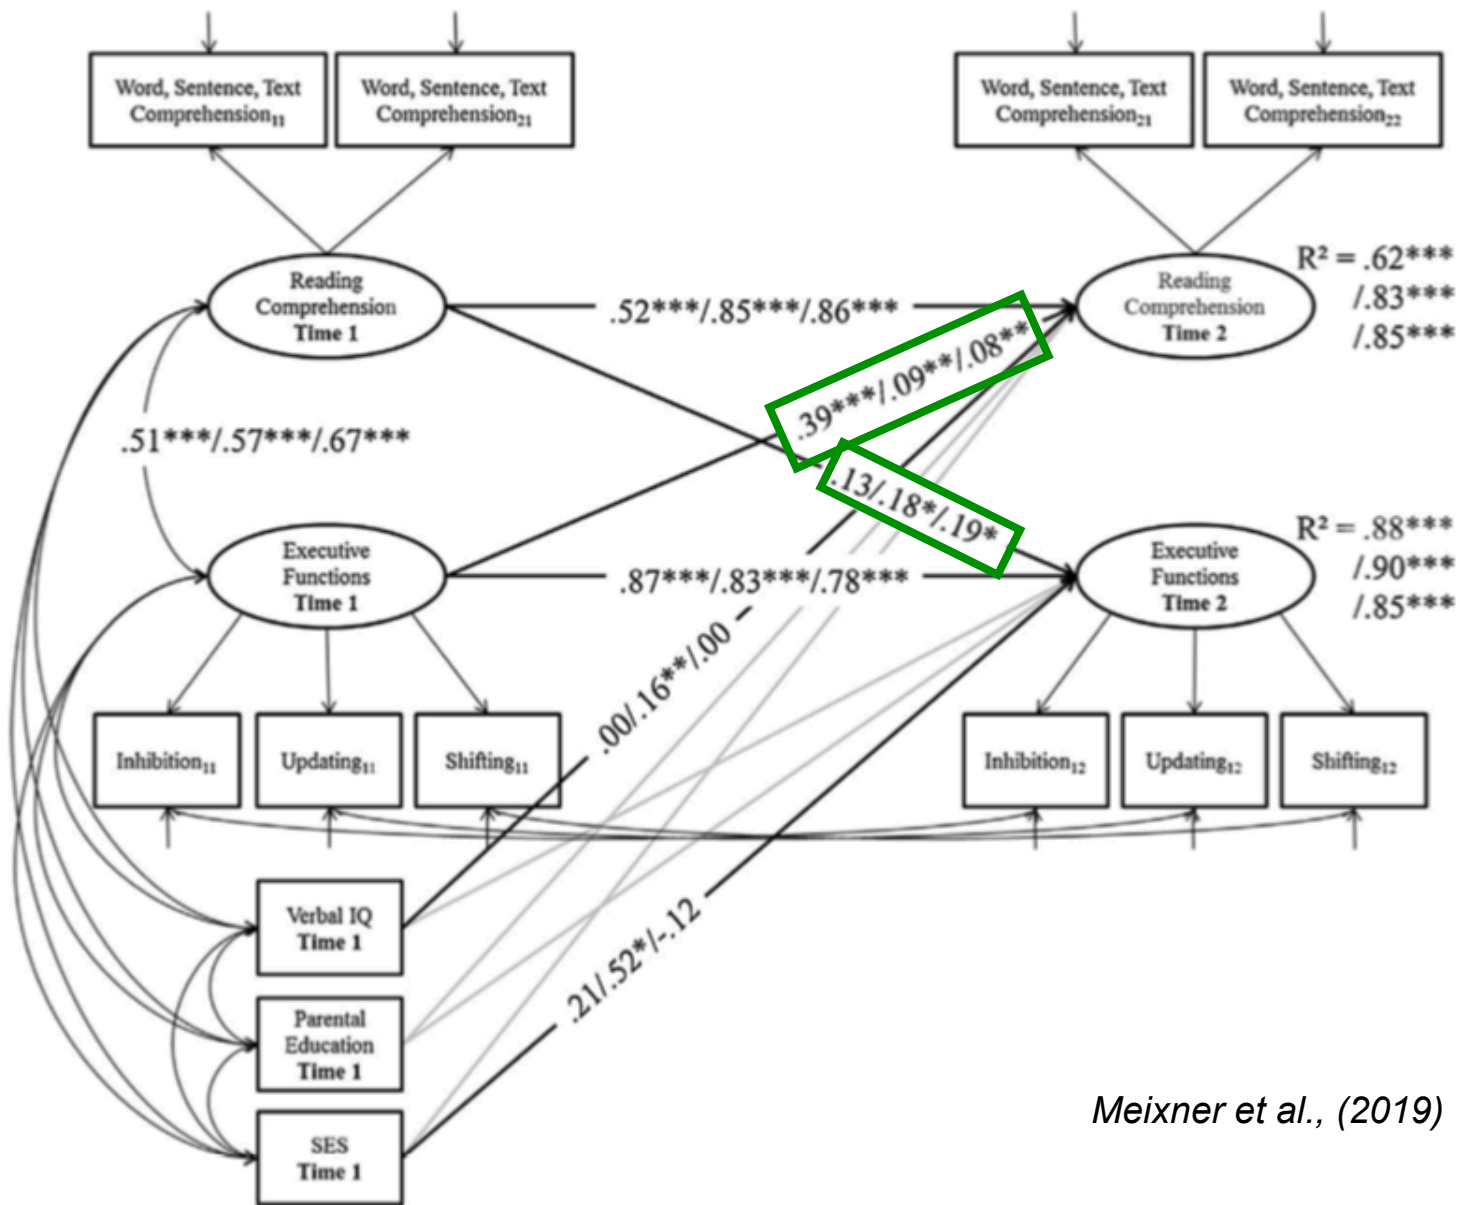 Word, Sentence, Text
Comprehension₁₁
Word, Sentence, Text
Comprehension₂₁
Word, Sentence, Text
Comprehension₂₁
Word, Sentence, Text
Comprehension₂₂
Reading
Comprehension
Time 1
.52***/.85***/.86***
Reading
Comprehension
Time 2
R² = .62***
/.83***
/.85***
.39***/.09**/.08**
.51***/.57***/.67***
.13/.18*/.19*
Executive
Functions
Time 1
.87***/.83***/.78***
Executive
Functions
Time 2
R² = .88***
/.90***
/.85***
.00/.16**/.00
Inhibition₁₁
Updating₁₁
Shifting₁₁
Inhibition₁₂
Updating₁₂
Shifting₁₂
Verbal IQ
Time 1
.21/.52*/-.12
Parental
Education
Time 1
SES
Time 1
Meixner et al., (2019)